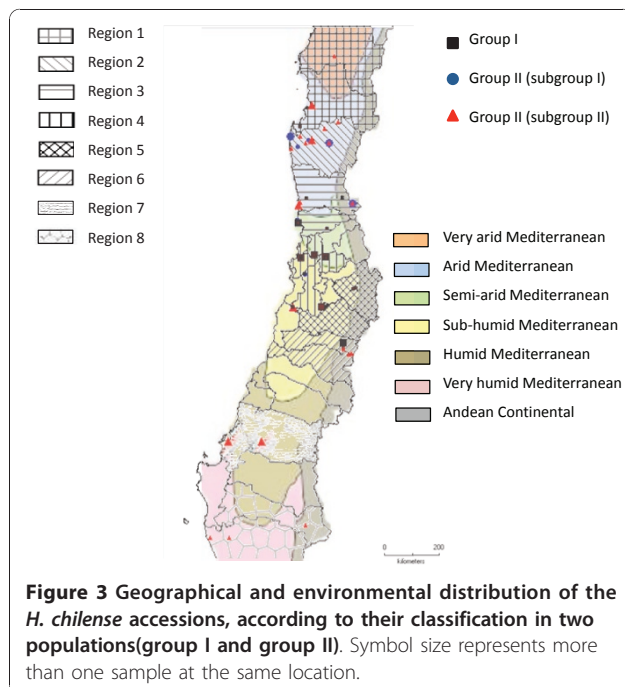 Region 1
Region 2
Region 3
Region 4
Region 5
Region 6
Region 7
Region 8
Group I
Group II (subgroup I)
Group II (subgroup II)
Very arid Mediterranean
Arid Mediterranean
Semi-arid Mediterranean
Sub-humid Mediterranean
Humid Mediterranean
Very humid Mediterranean
Andean Continental
0 200
kilometers
Figure 3 Geographical and environmental distribution of the
H. chilense accessions, according to their classification in two
populations(group I and group II). Symbol size represents more
than one sample at the same location.